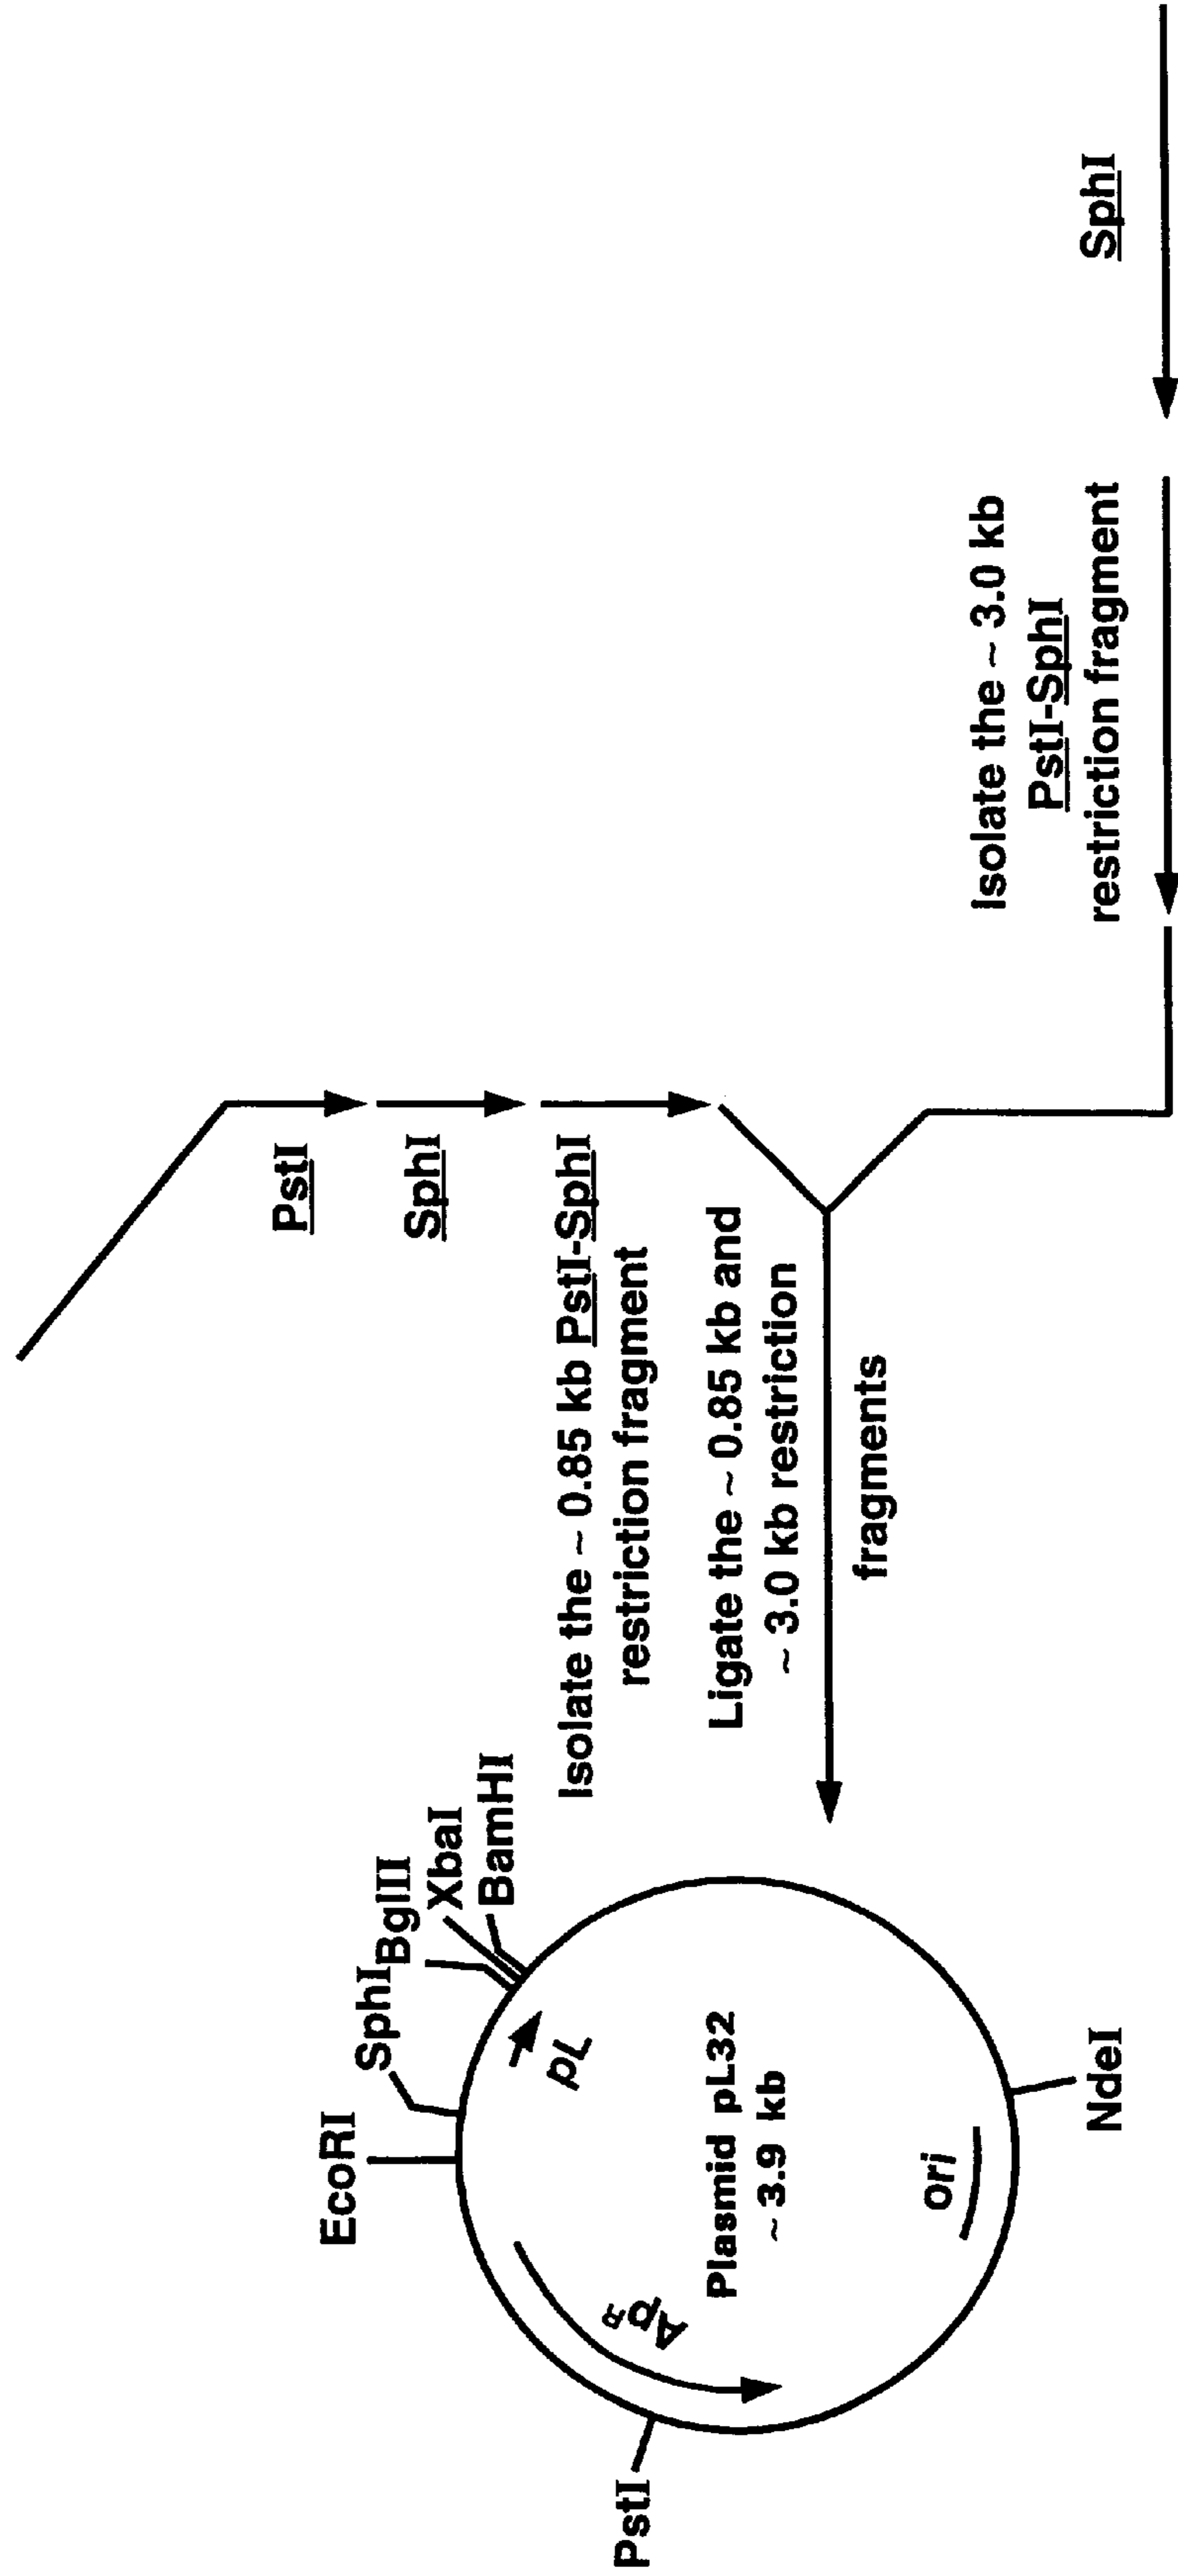 PstI
SphI
Isolate the ~ 0.85 kb PstI-SphI
restriction fragment
Ligate the ~ 0.85 kb and
~ 3.0 kb restriction
fragments
Isolate the ~ 3.0 kb
PstI-SphI
restriction fragment
SphI
EcoRI
SphI
BglII
XbaI
BamHI
pL
PstI
ApR
Plasmid pL32
~ 3.9 kb
ori
NdeI